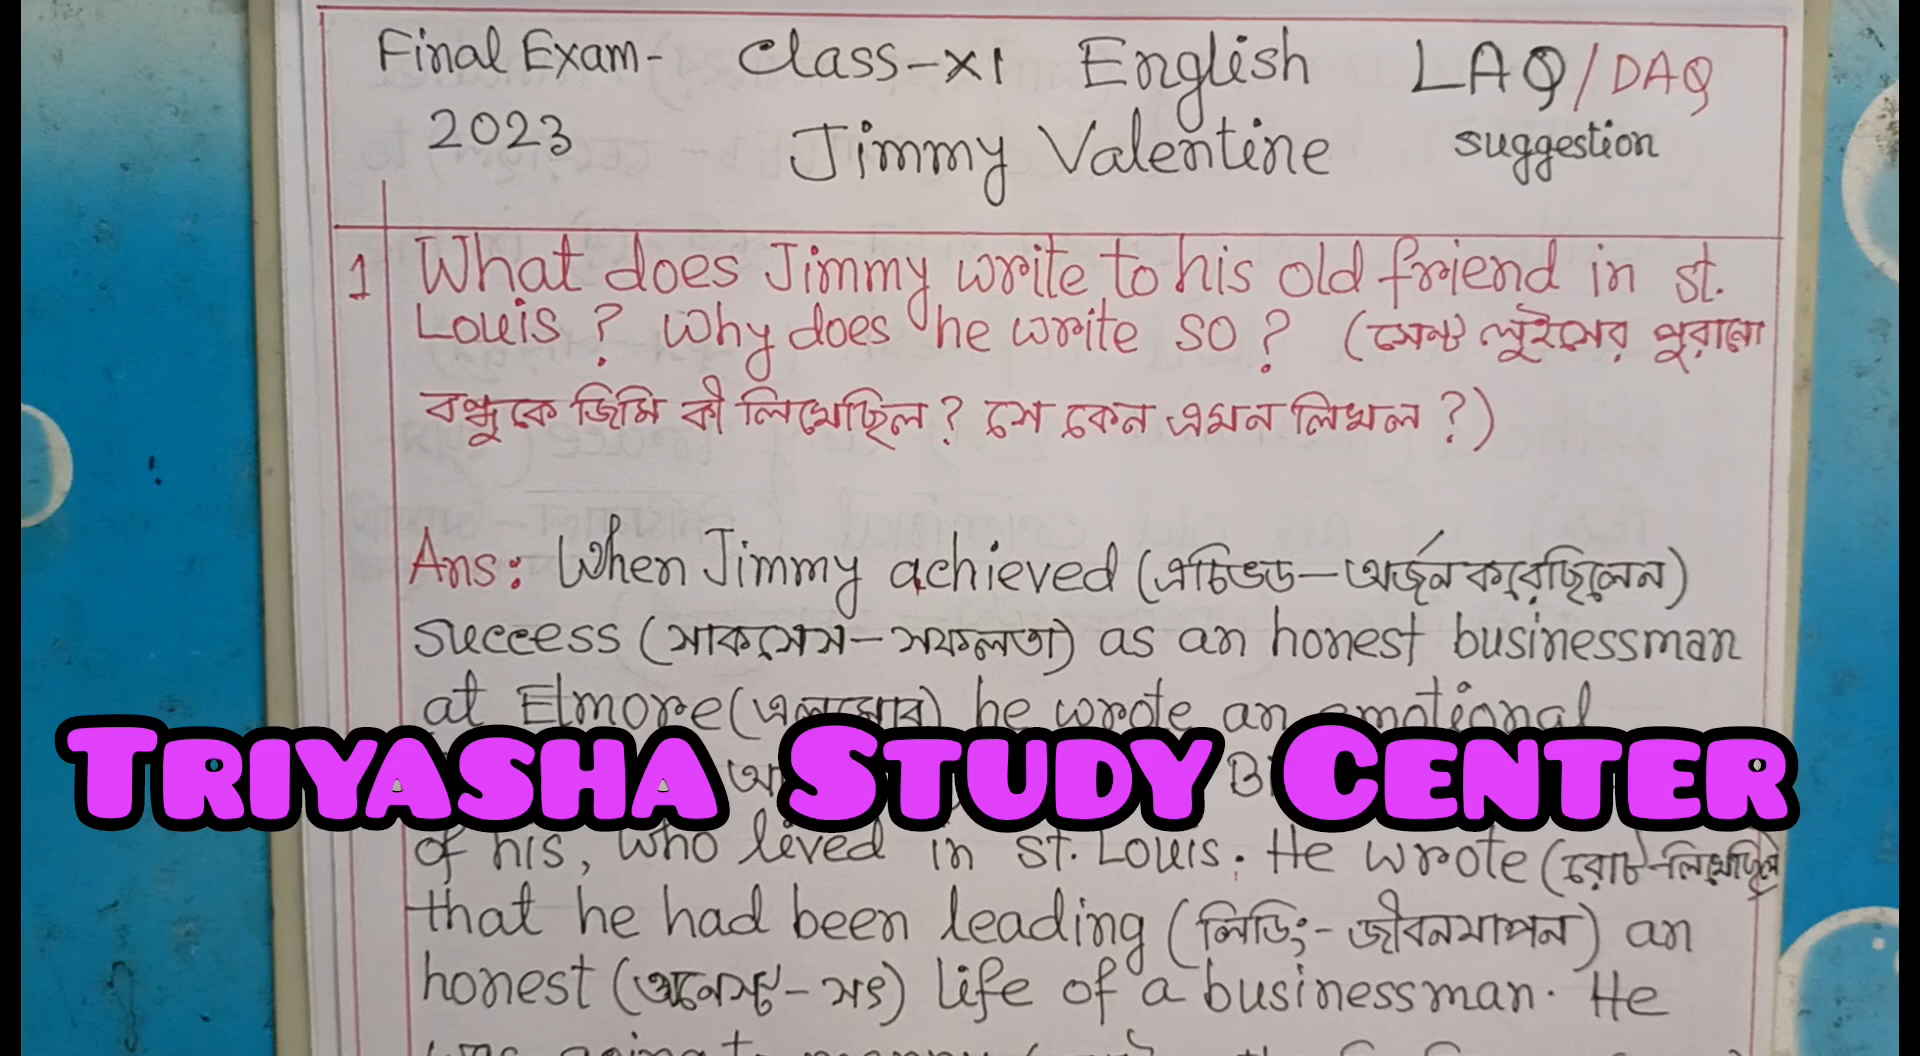 Final Exam- Class-XI English LAQ/DAQ
2023 Jimmy Valentine suggestion
1 What does Jimmy write to his old friend in st.
Louis? Why does he write so? (সেন্ট লুইসের পুরানো
বন্ধুকে জিমি কী লিখেছিল? সে কেন এমন লিখল?)
Ans: When Jimmy achieved (এচিভড-অর্জন করেছিলেন)
success (সাকসেস-সফলতা) as an honest businessman
at Elmore (এলমোর) he wrote an emotional
TRIYASHA STUDY CENTER
of his, who lived in st. Louis. He wrote (রোট-লিখেছিল
that he had been leading (লিডিং-জীবনযাপন) an
honest (অনেস্ট-সৎ) life of a businessman. He